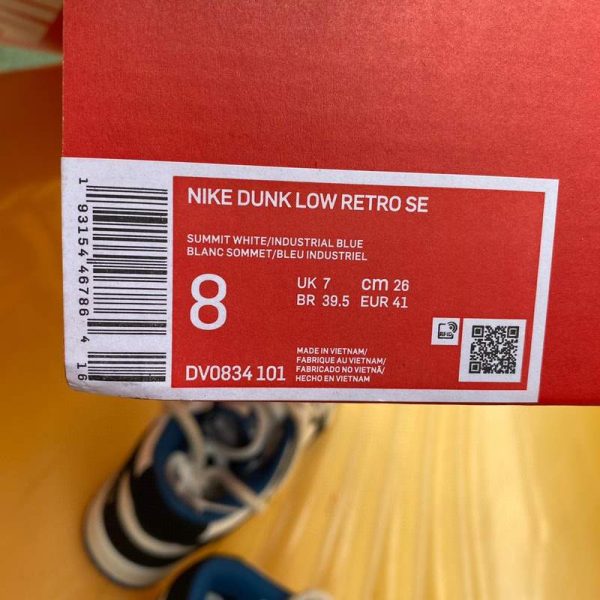 NIKE DUNK LOW RETRO SE
SUMMIT WHITE/INDUSTRIAL BLUE
BLANC SOMMET/BLEU INDUSTRIEL
8
UK 7 cm 26
BR 39.5 EUR 41
MADE IN VIETNAM/
FABRIQUE AU VIETNAM/
FABRICADO NO VIETNÃ/
HECHO EN VIETNAM
DV0834 101
1 93154 46786 4 16